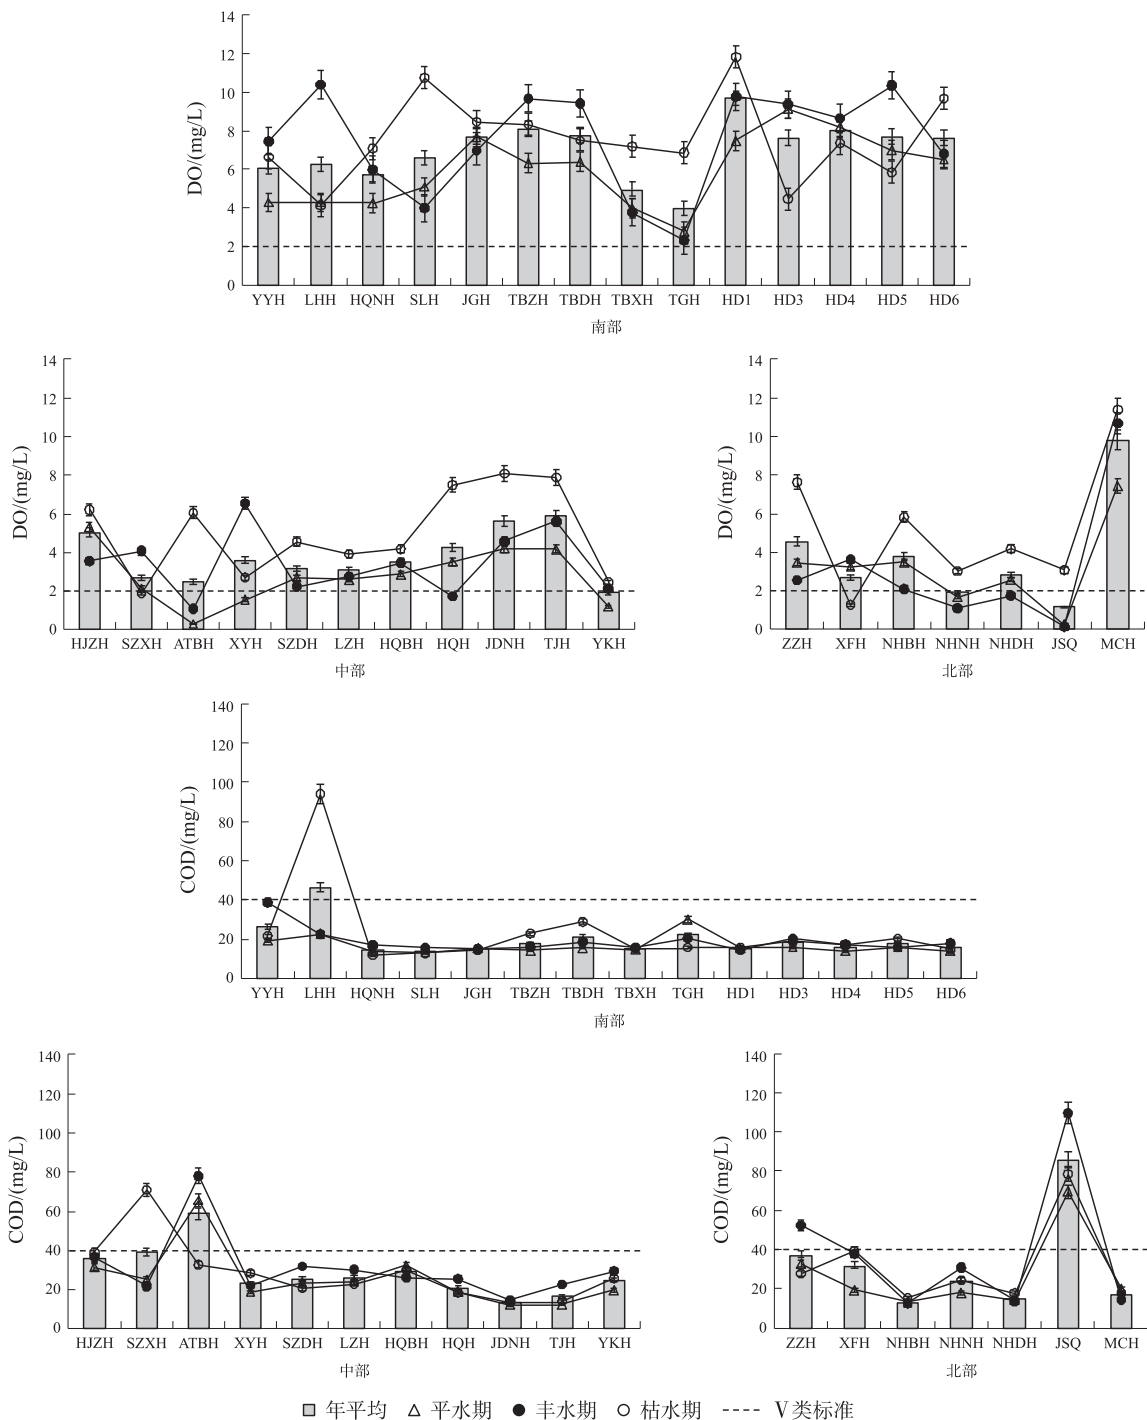 14
12
10
8
6
4
2
0
DO/(mg/L)
YYH LHH HQNH SLH JGH TBZH TBDH TBXH TGH HD1 HD3 HD4 HD5 HD6
南部
14
12
10
8
6
4
2
0
DO/(mg/L)
HJZH SZXH ATBH XYH SZDH LZH HQBH HQH JDNH TJH YKH
中部
14
12
10
8
6
4
2
0
DO/(mg/L)
ZZH XFH NHBH NHNH NHDH JSQ MCH
北部
140
120
100
80
60
40
20
0
COD/(mg/L)
YYH LHH HQNH SLH JGH TBZH TBDH TBXH TGH HD1 HD3 HD4 HD5 HD6
南部
140
120
100
80
60
40
20
0
COD/(mg/L)
HJZH SZXH ATBH XYH SZDH LZH HQBH HQH JDNH TJH YKH
中部
140
120
100
80
60
40
20
0
COD/(mg/L)
ZZH XFH NHBH NHNH NHDH JSQ MCH
北部
年平均 平水期 丰水期 枯水期 V类标准